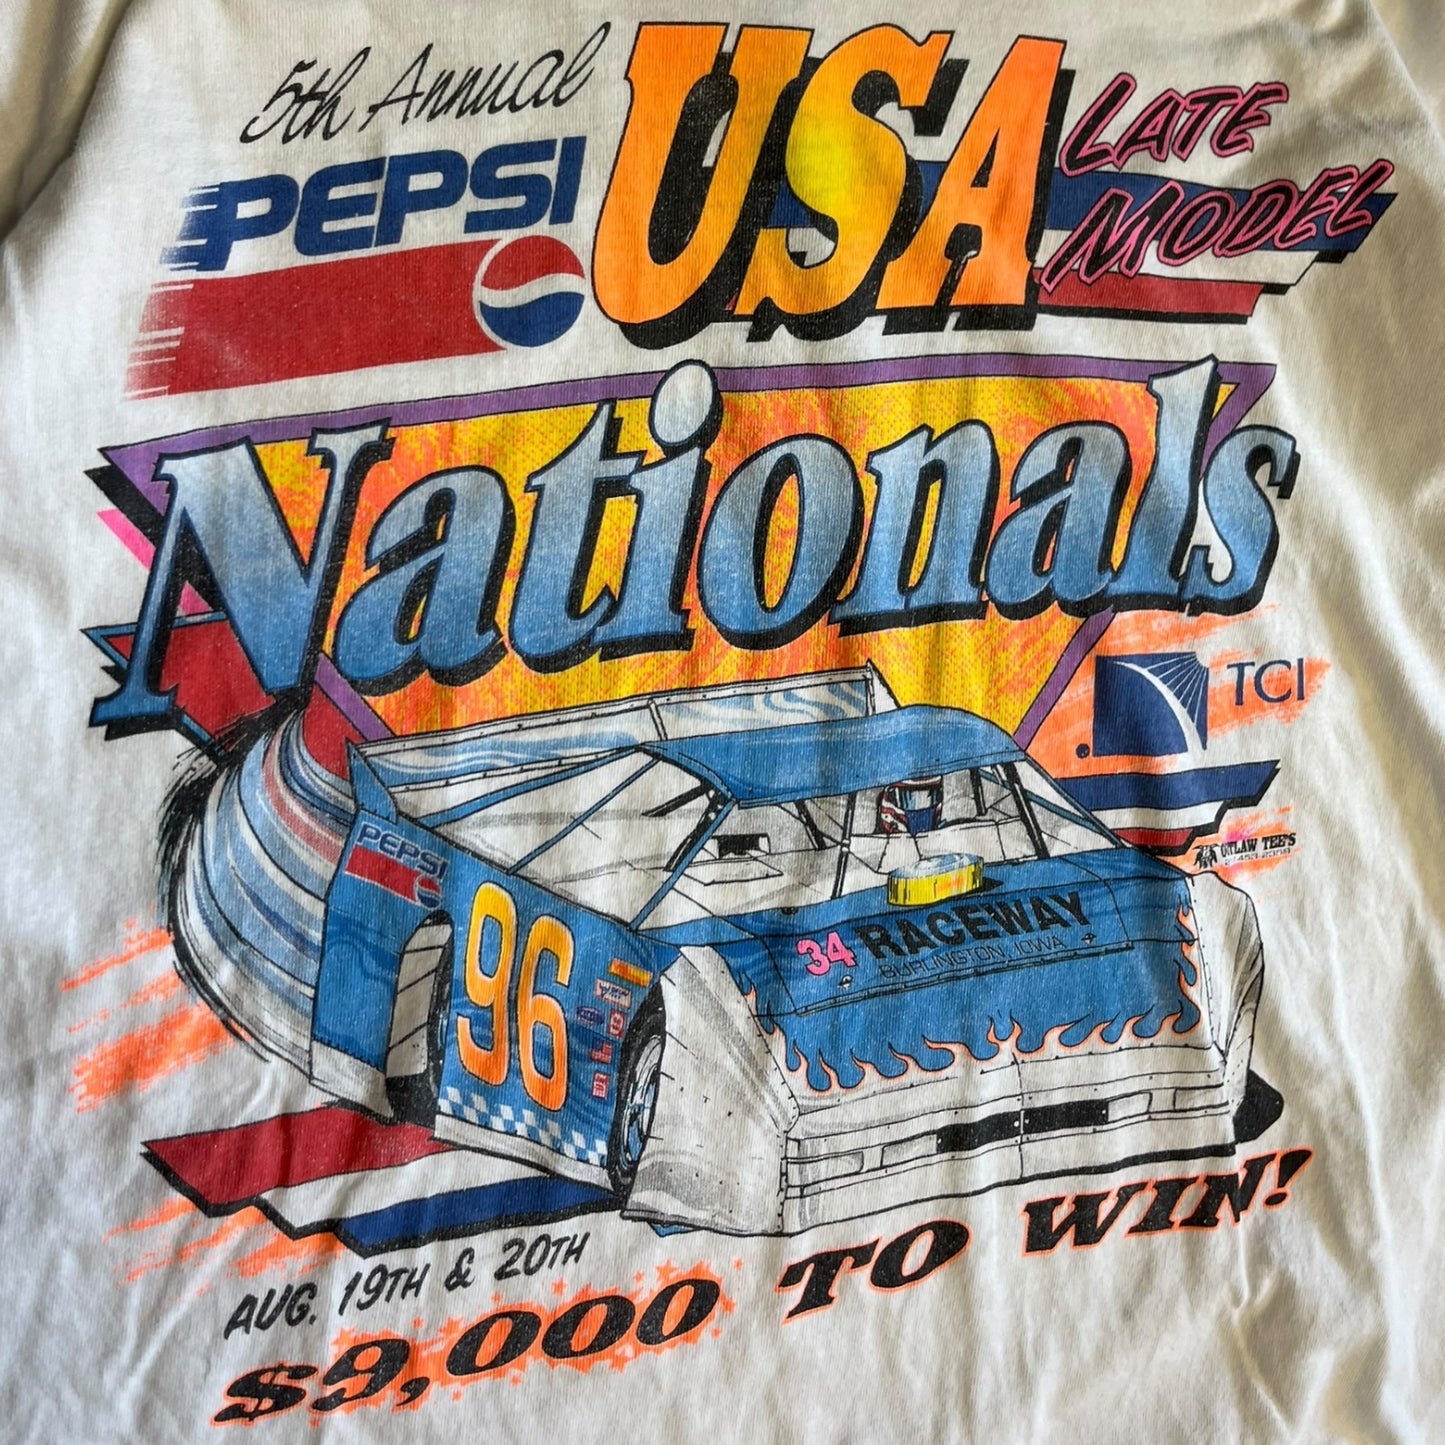 5th Annual
PEPSI
USA
LATE
MODEL
Nationals
TCI
OUTLAW TEE'S
PEPSI
96
34 RACEWAY
BURLINGTON, IOWA
AUG. 19TH & 20TH
$9,000 TO WIN!